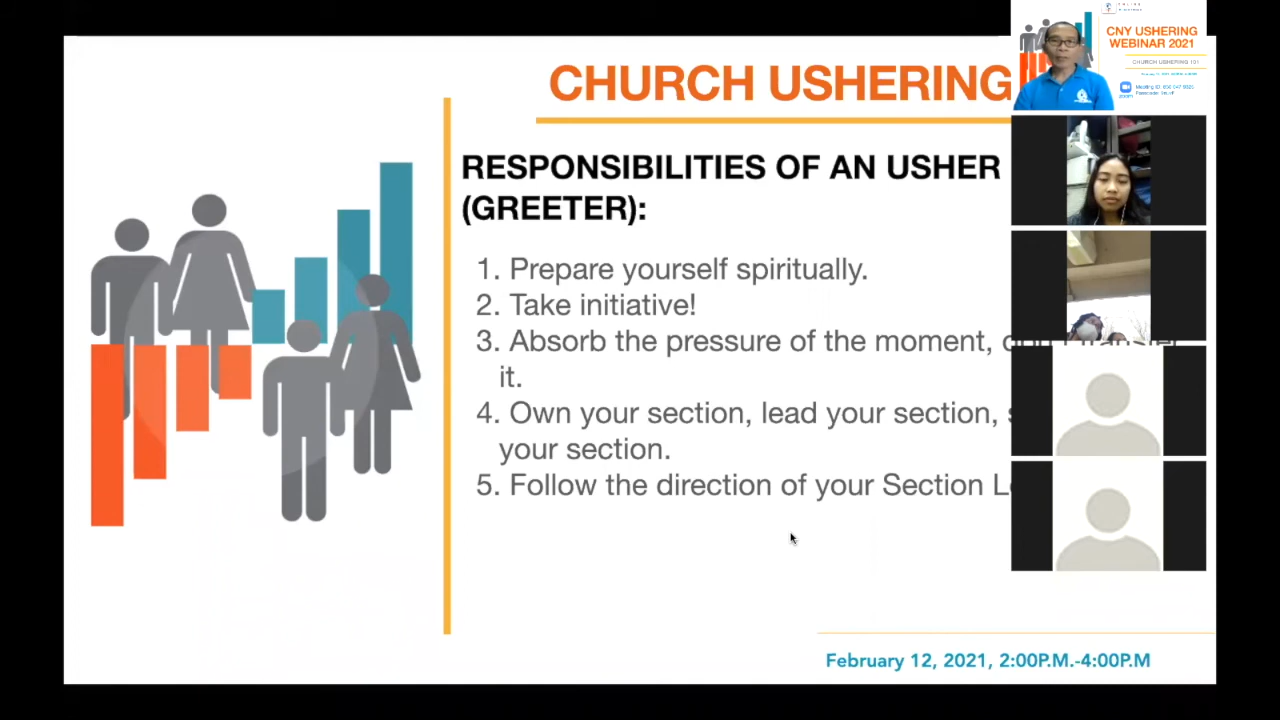 CHURCH USHERING
RESPONSIBILITIES OF AN USHER
(GREETER):
1. Prepare yourself spiritually.
2. Take initiative!
3. Absorb the pressure of the moment, don't transfer
it.
4. Own your section, lead your section,
your section.
5. Follow the direction of your Section
February 12, 2021, 2:00P.M.-4:00P.M
CNY USHERING
WEBINAR 2021
CHURCH USHERING 101
zoom